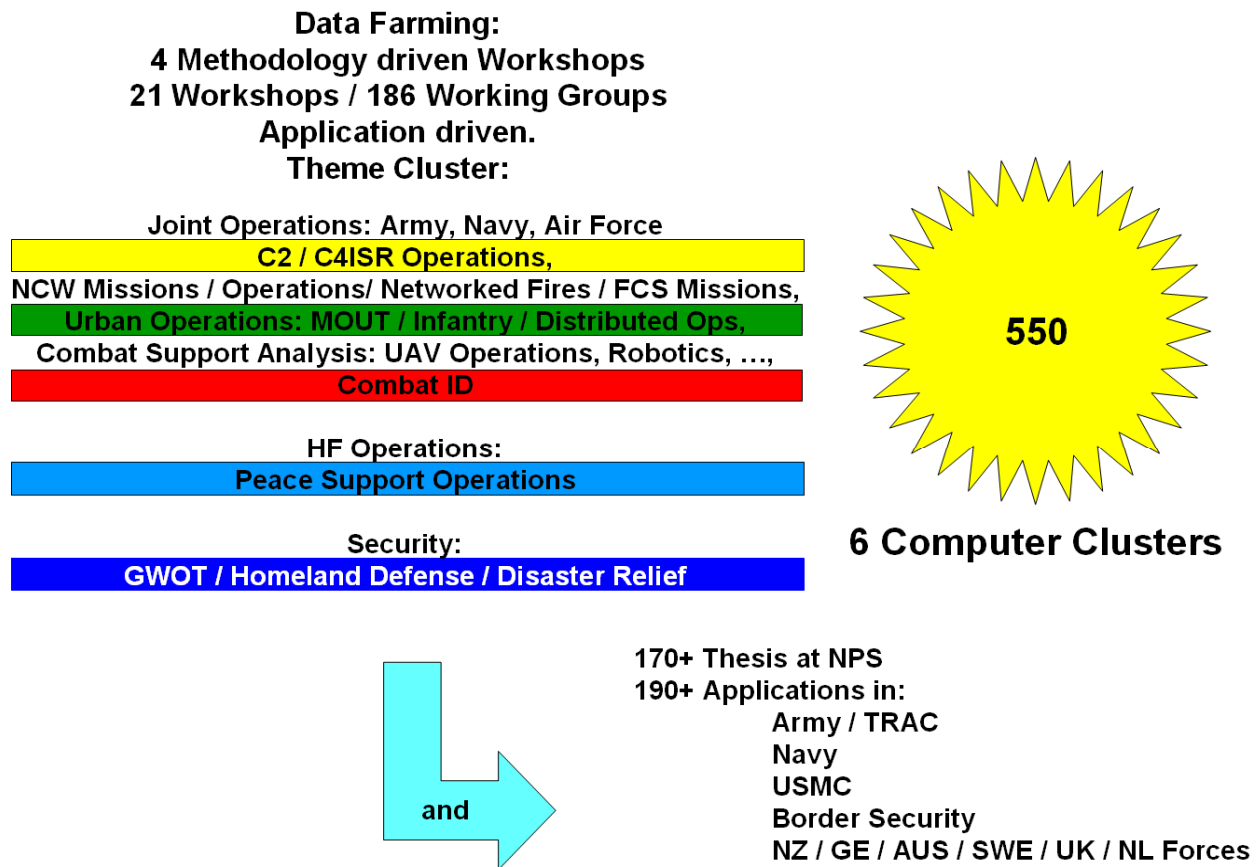 Data Farming:
4 Methodology driven Workshops
21 Workshops / 186 Working Groups
Application driven.
Theme Cluster:
Joint Operations: Army, Navy, Air Force
C2 / C4ISR Operations,
NCW Missions / Operations/ Networked Fires / FCS Missions,
Urban Operations: MOUT / Infantry / Distributed Ops,
Combat Support Analysis: UAV Operations, Robotics, …,
Combat ID
HF Operations:
Peace Support Operations
Security:
GWOT / Homeland Defense / Disaster Relief
550
6 Computer Clusters
and
170+ Thesis at NPS
190+ Applications in:
Army / TRAC
Navy
USMC
Border Security
NZ / GE / AUS / SWE / UK / NL Forces